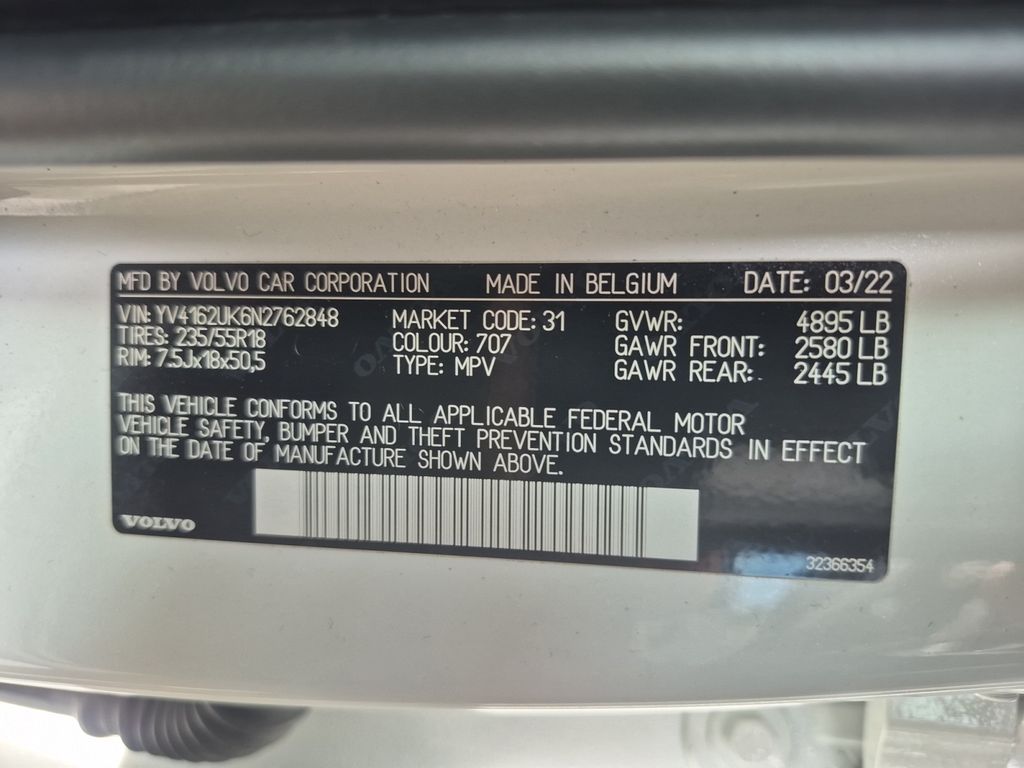 MFD BY VOLVO CAR CORPORATION MADE IN BELGIUM DATE: 03/22
VIN: YV4162UK6N2762848 MARKET CODE: 31 GVWR: 4895 LB
TIRES: 235/55R18 COLOUR: 707 GAWR FRONT: 2580 LB
RIM: 7.5Jx18x50,5 TYPE: MPV GAWR REAR: 2445 LB
THIS VEHICLE CONFORMS TO ALL APPLICABLE FEDERAL MOTOR
VEHICLE SAFETY, BUMPER AND THEFT PREVENTION STANDARDS IN EFFECT
ON THE DATE OF MANUFACTURE SHOWN ABOVE.
VOLVO
32366354